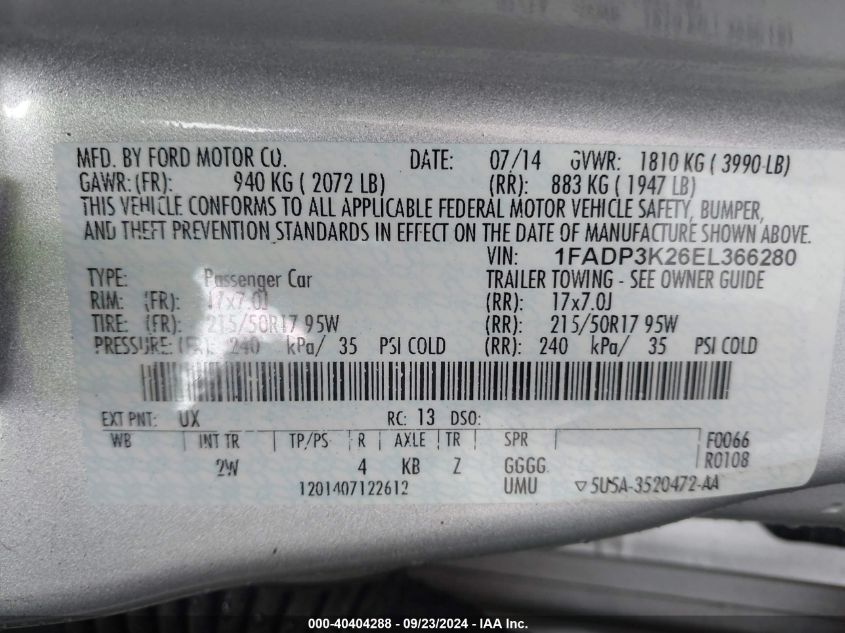 MFD. BY FORD MOTOR CO. DATE: 07/14 GVWR: 1810 KG ( 3990-LB)
GAWR: (FR): 940 KG ( 2072 LB) (RR): 883 KG ( 1947 LB)
THIS VEHICLE CONFORMS TO ALL APPLICABLE FEDERAL MOTOR VEHICLE SAFETY, BUMPER,
AND THEFT PREVENTION STANDARDS IN EFFECT ON THE DATE OF MANUFACTURE SHOWN ABOVE.
VIN: 1FADP3K26EL366280
TYPE: Passenger Car TRAILER TOWING - SEE OWNER GUIDE
RIM: (FR): 17x7.0J (RR): 17x7.0J
TIRE: (FR): 215/50R17 95W (RR): 215/50R17 95W
PRESSURE: (FR): 240 kPa/ 35 PSI COLD (RR): 240 kPa/ 35 PSI COLD
EXT PNT: UX RC: 13 DSO:
WB INT TR TP/PS R AXLE TR SPR F0066
2W 4 KB Z GGGG R0108
1201407122612 UMU ▽5U5A-3520472-AA
000-40404288 - 09/23/2024 - IAA Inc.